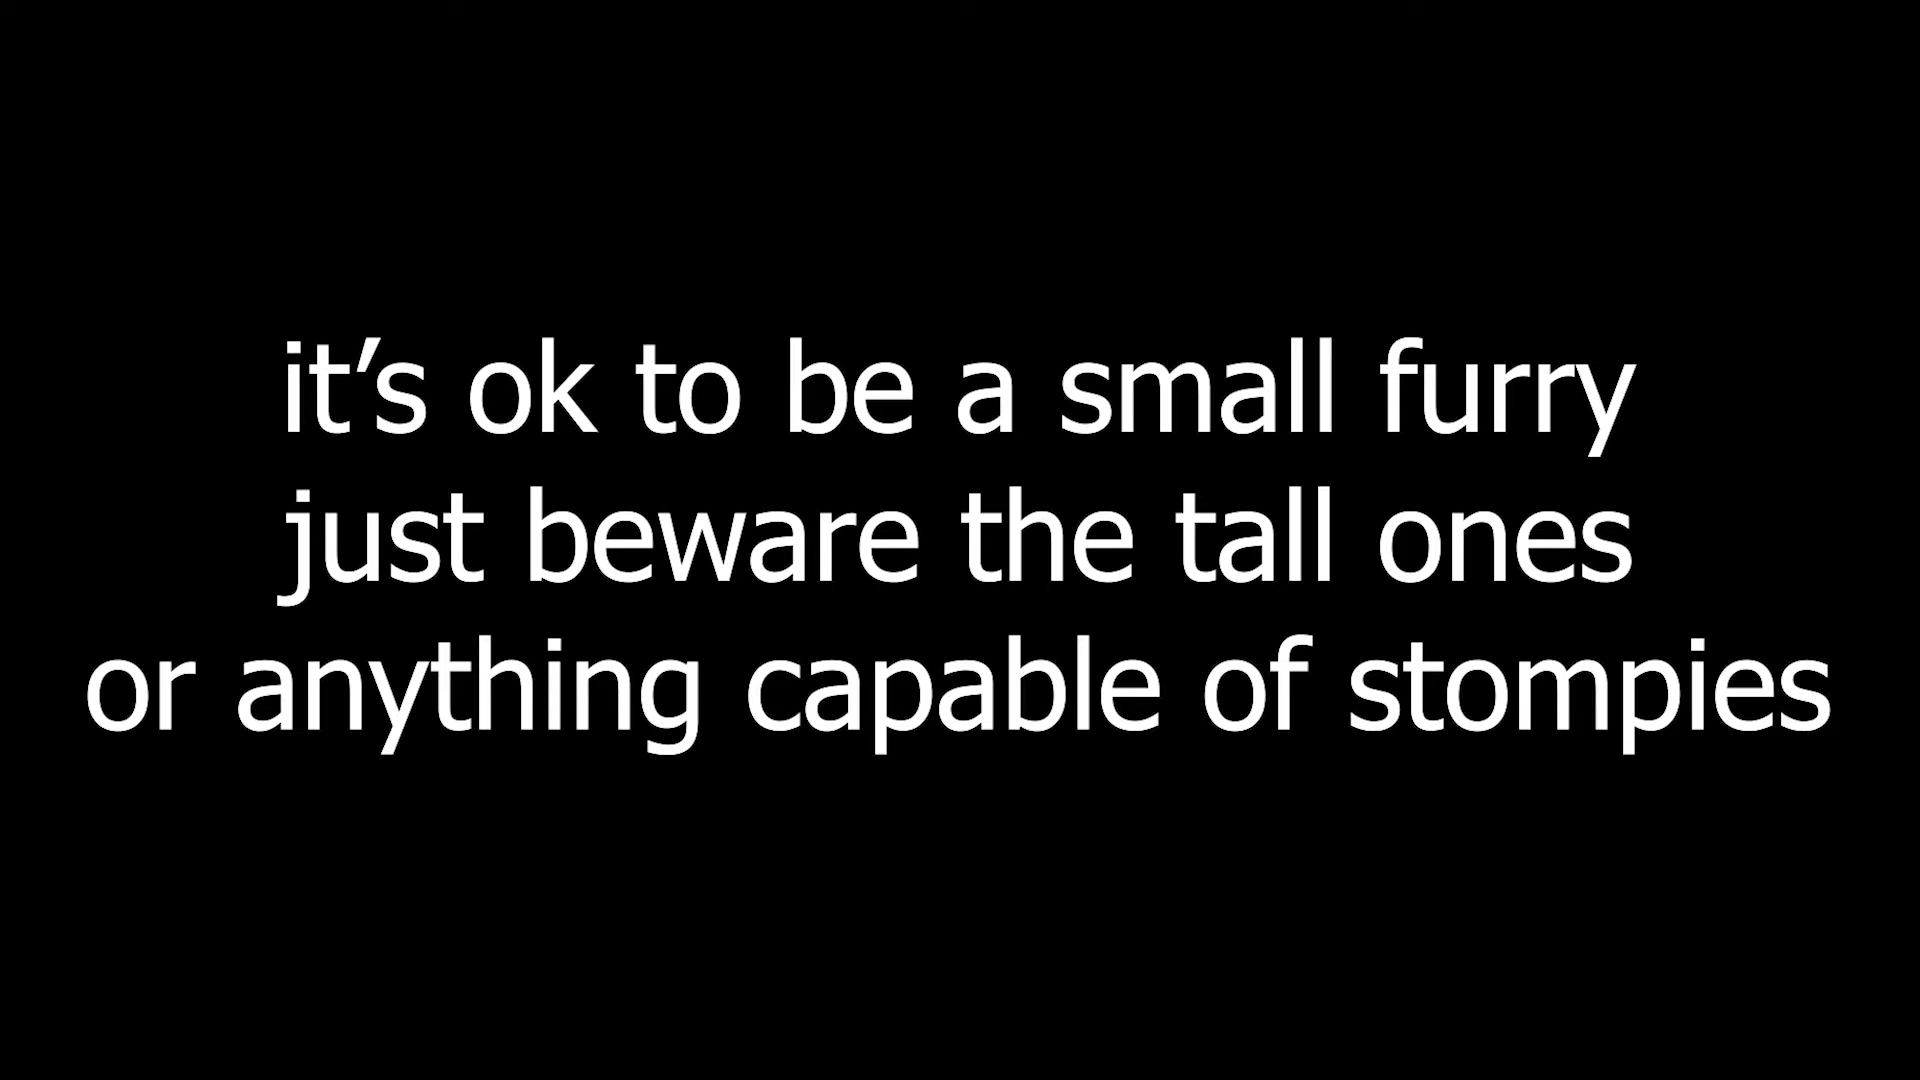 it’s ok to be a small furry
just beware the tall ones
or anything capable of stompies